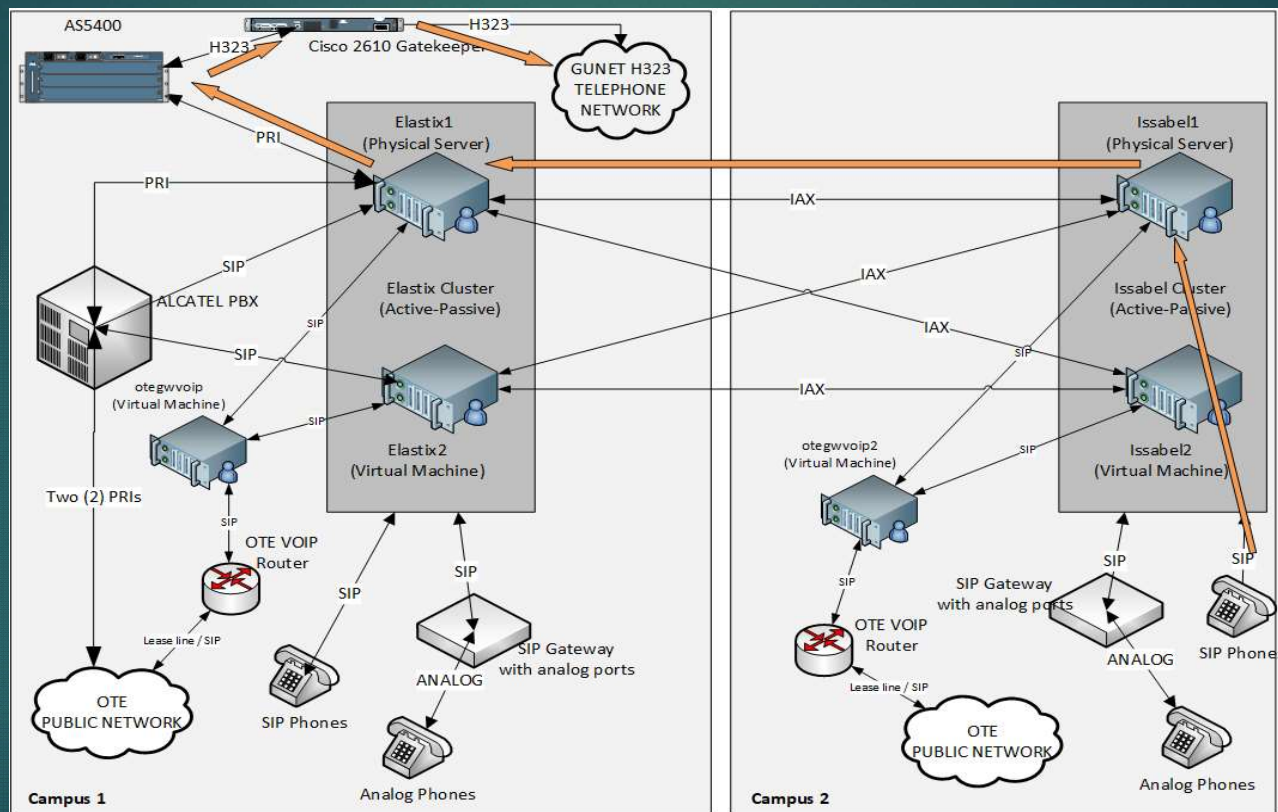 AS5400
H323
H323
Cisco 2610 Gatekeeper
GUNET H323
TELEPHONE
NETWORK
Elastix1
(Physical Server)
Issabel1
(Physical Server)
PRI
PRI
IAX
SIP
ALCATEL PBX
Elastix Cluster
(Active-Passive)
IAX
Issabel Cluster
(Active-Passive)
SIP
IAX
SIP
SIP
otegwvoip
(Virtual Machine)
IAX
SIP
Elastix2
(Virtual Machine)
otegwvoip2
(Virtual Machine)
SIP
Issabel2
(Virtual Machine)
Two (2) PRIs
SIP
OTE VOIP
Router
SIP
SIP
SIP
SIP
SIP
SIP Gateway
with analog ports
Lease line / SIP
SIP Gateway
with analog ports
OTE VOIP
Router
SIP Phone
ANALOG
ANALOG
OTE
PUBLIC NETWORK
SIP Phones
Lease line / SIP
OTE
PUBLIC NETWORK
Analog Phones
Analog Phones
Campus 1
Campus 2